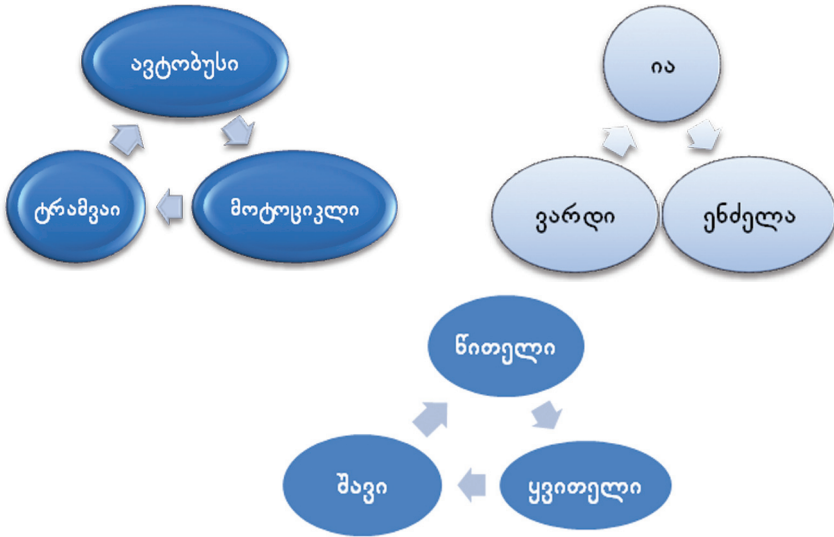 ავტობუსი
ტრამვაი
მოტოციკლი
ია
ვარდი
ენძელა
წითელი
შავი
ყვითელი